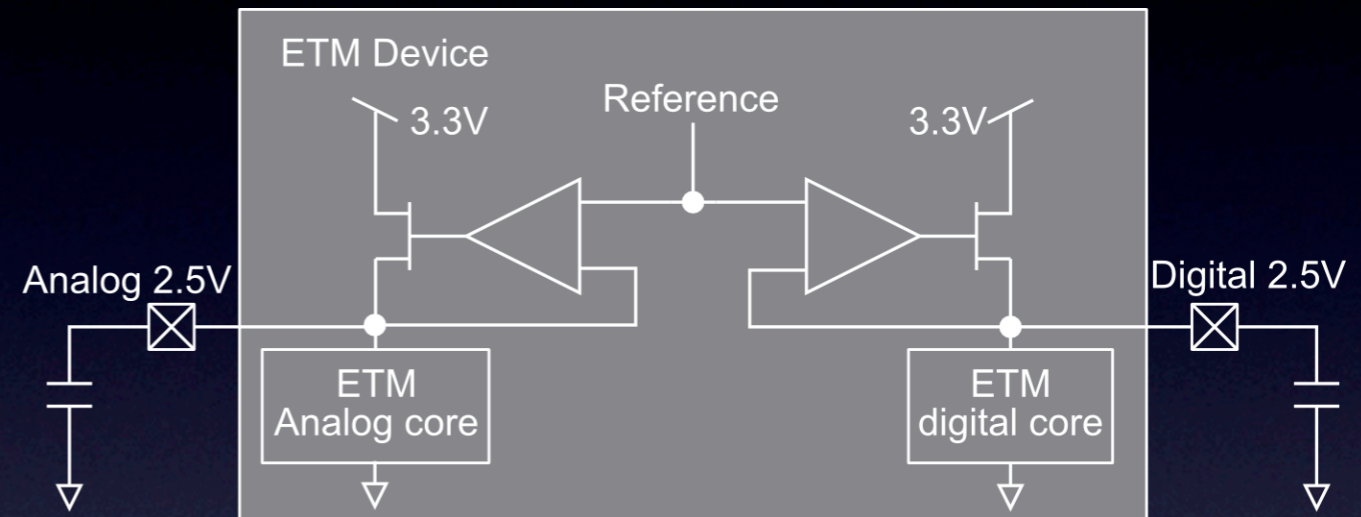 ETM Device
Reference
3.3V
3.3V
Analog 2.5V
Digital 2.5V
ETM
Analog core
ETM
digital core